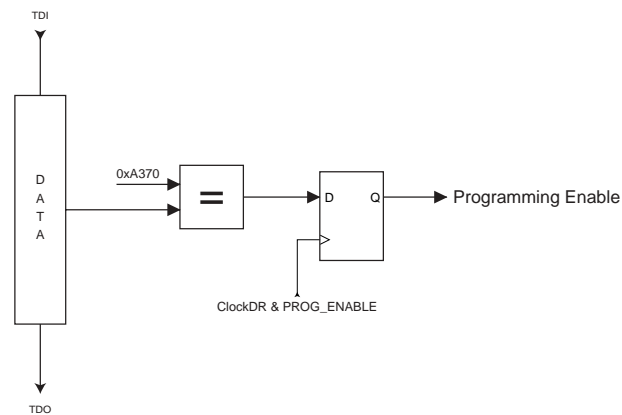 TDI
D
A
T
A
0xA370
=
D
Q
Programming Enable
ClockDR & PROG_ENABLE
TDO